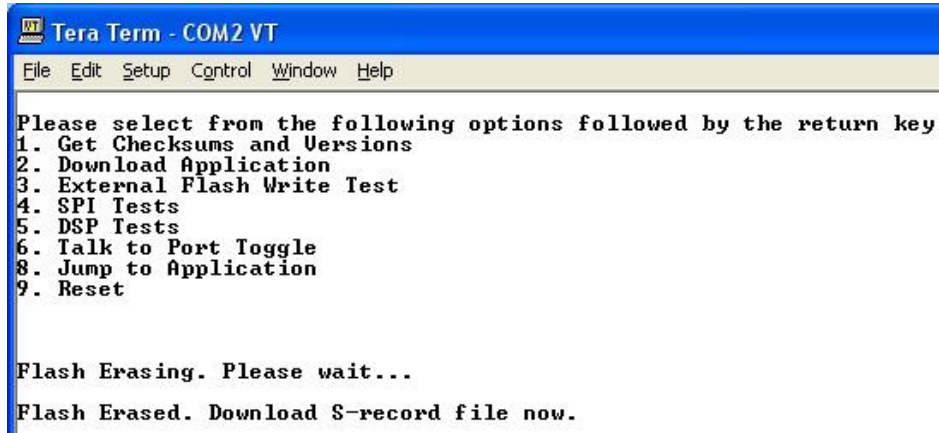 Tera Term - COM2 VT
File Edit Setup Control Window Help
Please select from the following options followed by the return key
1. Get Checksums and Versions
2. Download Application
3. External Flash Write Test
4. SPI Tests
5. DSP Tests
6. Talk to Port Toggle
8. Jump to Application
9. Reset
Flash Erasing. Please wait...
Flash Erased. Download S-record file now.